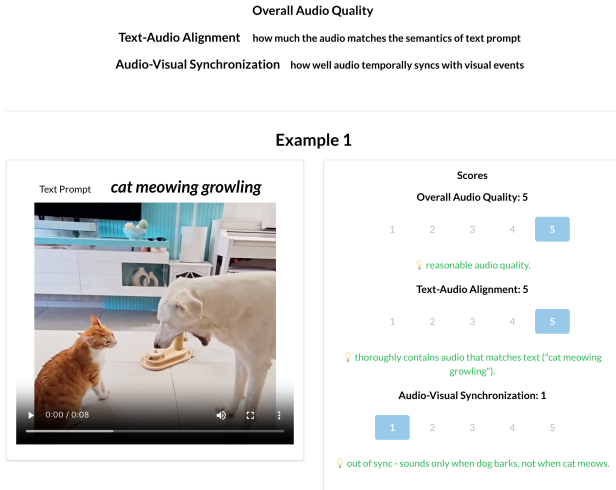 Overall Audio Quality
Text-Audio Alignment how much the audio matches the semantics of text prompt
Audio-Visual Synchronization how well audio temporally syncs with visual events
Example 1
Text Prompt cat meowing growling
0:00 / 0:08
Scores
Overall Audio Quality: 5
1 2 3 4 5
💡 reasonable audio quality.
Text-Audio Alignment: 5
1 2 3 4 5
💡 thoroughly contains audio that matches text ("cat meowing
growling").
Audio-Visual Synchronization: 1
1 2 3 4 5
💡 out of sync - sounds only when dog barks, not when cat meows.